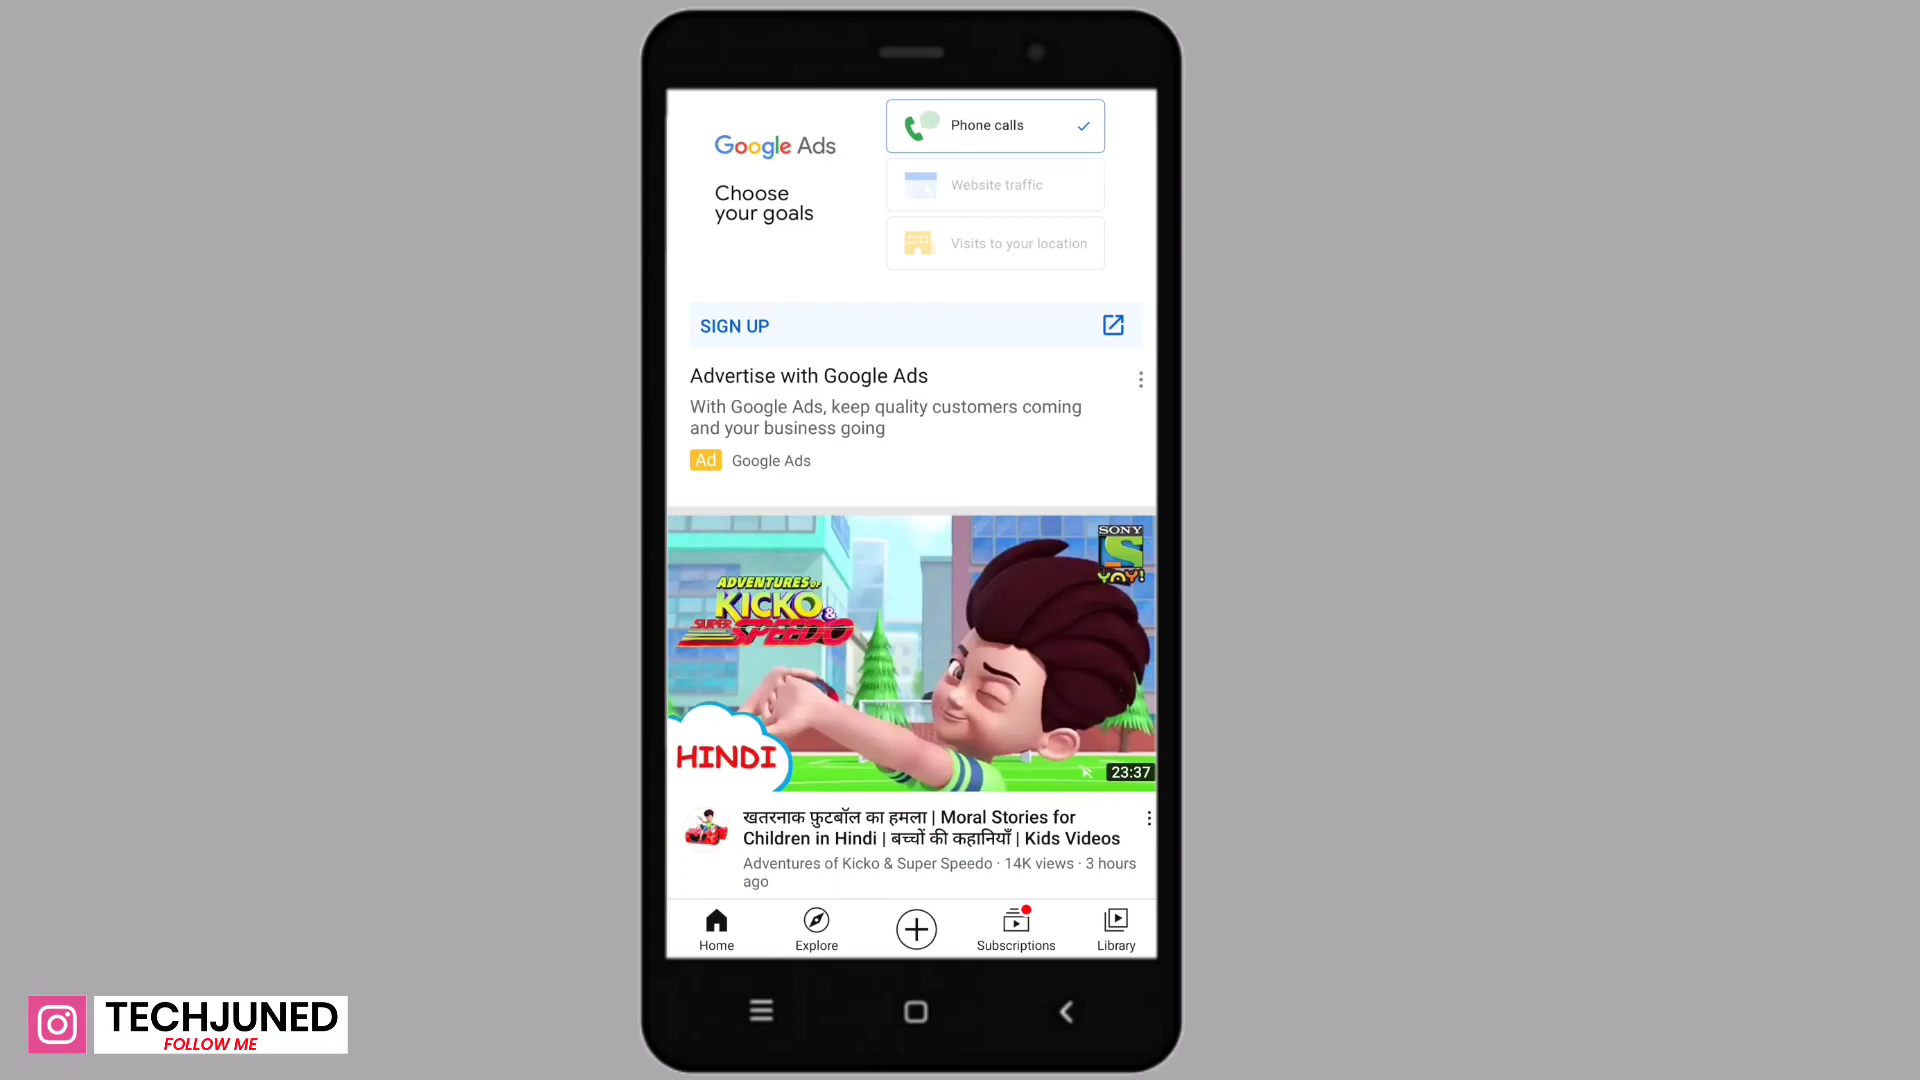 Phone calls
Google Ads
Website traffic
Choose
your goals
Visits to your location
SIGN UP
Advertise with Google Ads
With Google Ads, keep quality customers coming
and your business going
Ad Google Ads
SONY
S
YAY!
ADVENTURES OF
KICKO &
SUPER SPEEDO
HINDI
23:37
खतरनाक फ़ुटबॉल का हमला | Moral Stories for
Children in Hindi | बच्चों की कहानियाँ | Kids Videos
Adventures of Kicko & Super Speedo · 14K views · 3 hours
ago
Home Explore Subscriptions Library
TECHJUNED
FOLLOW ME